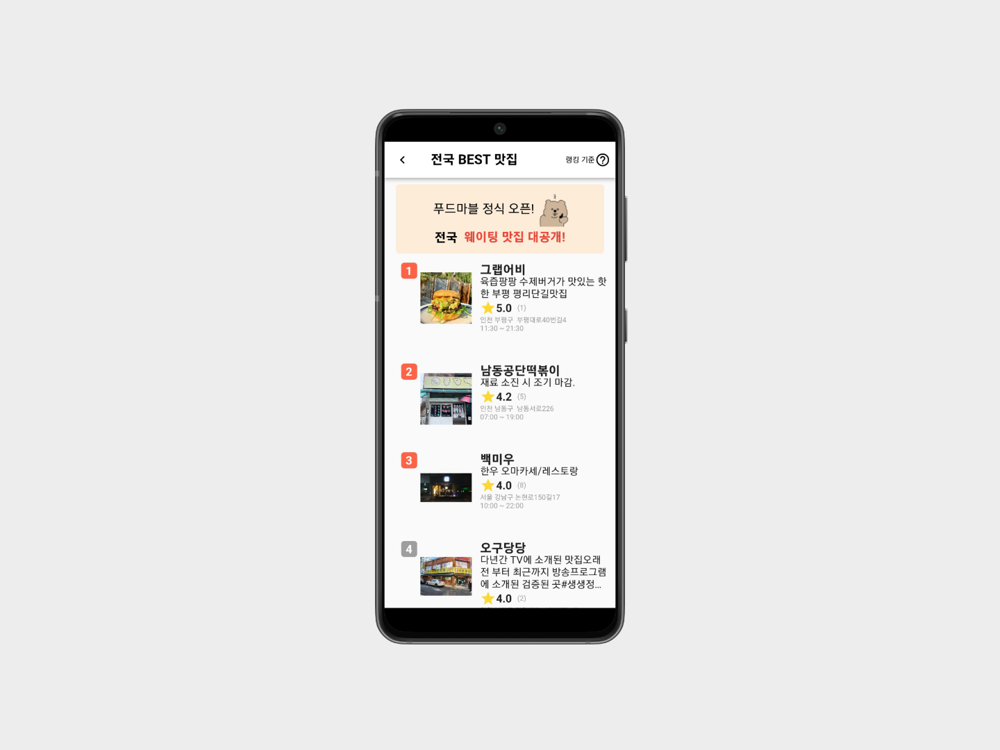 전국 BEST 맛집
랭킹 기준
푸드마블 정식 오픈!
전국 웨이팅 맛집 대공개!
1
그랩어비
육즙팡팡 수제버거가 맛있는 핫
한 부평 평리단길맛집
5.0 (1)
인천 부평구 부평대로40번길4
11:30 ~ 21:30
2
남동공단떡볶이
재료 소진 시 조기 마감.
4.2 (5)
인천 남동구 남동서로226
07:00 ~ 19:00
3
백미우
한우 오마카세/레스토랑
4.0 (8)
서울 강남구 논현로150길17
10:00 ~ 22:00
4
오구당당
다년간 TV에 소개된 맛집오래
전 부터 최근까지 방송프로그램
에 소개된 검증된 곳#생생정...
4.0 (2)